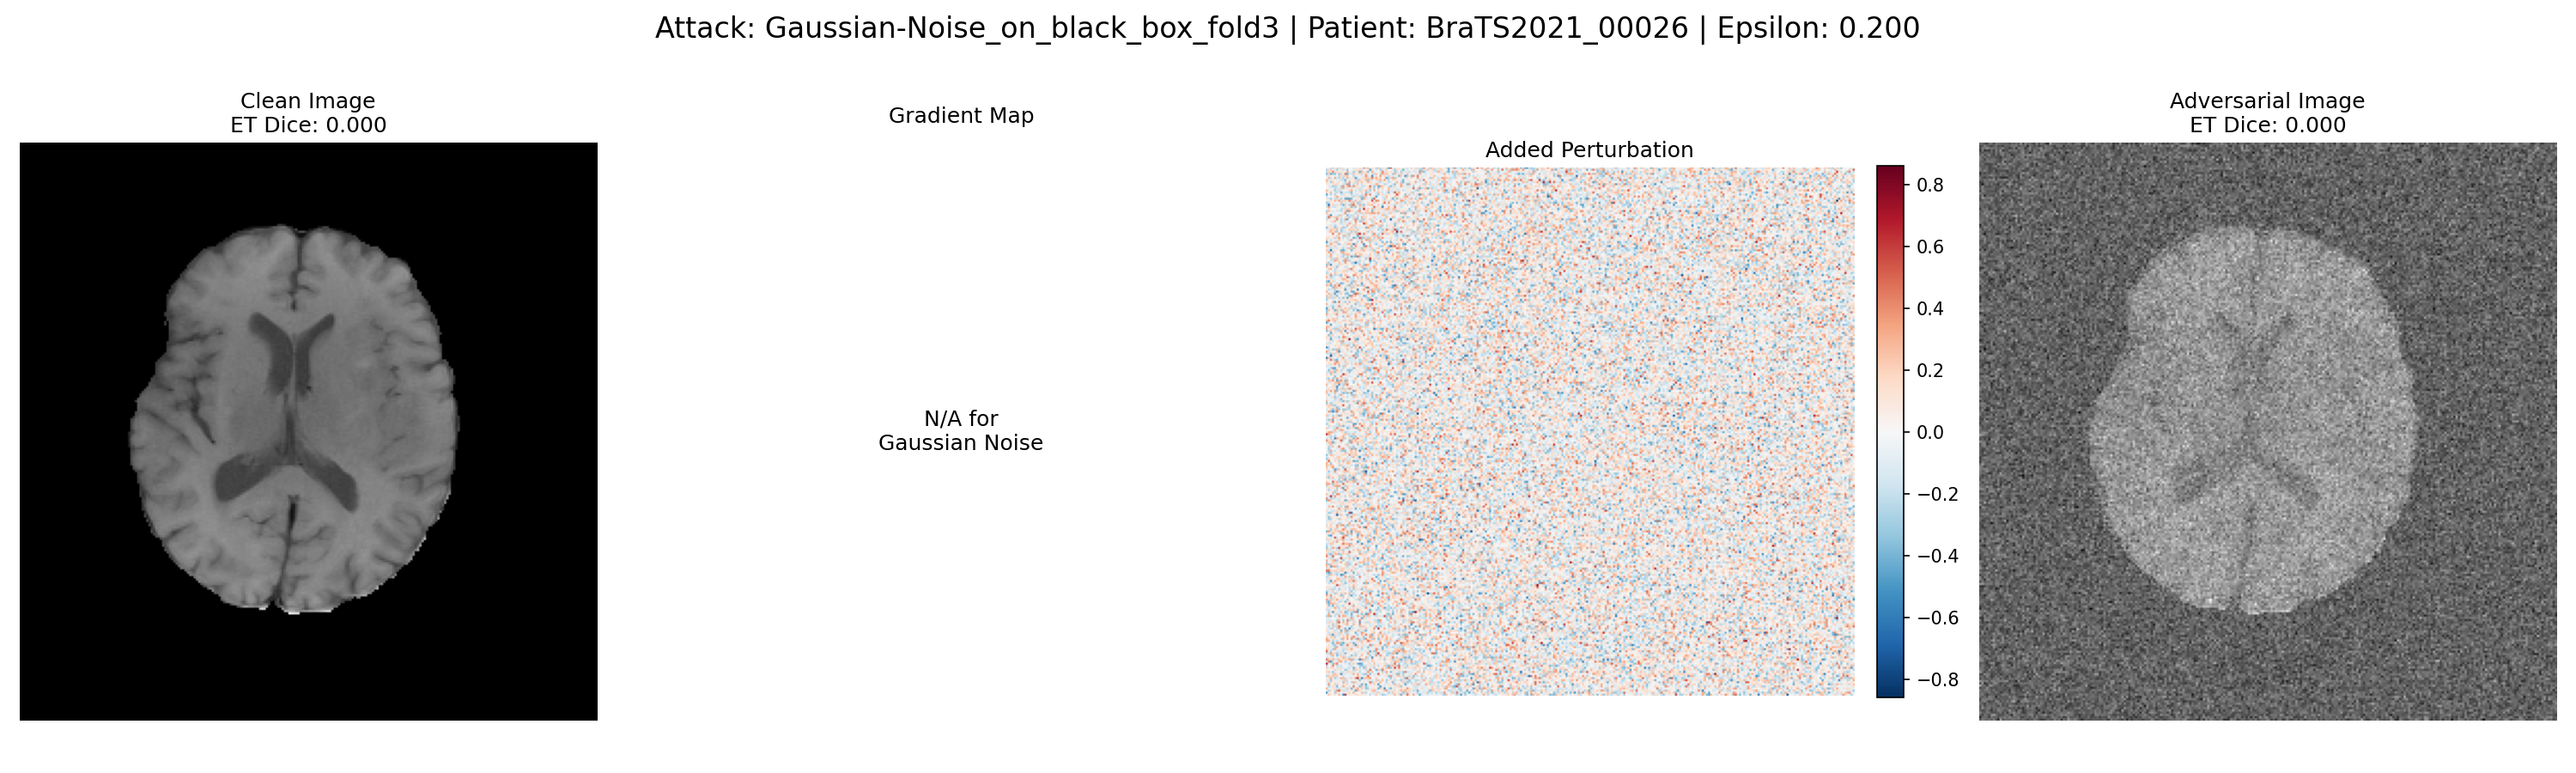 Attack: Gaussian-Noise_on_black_box_fold3 | Patient: BraTS2021_00026 | Epsilon: 0.200
Clean Image
ET Dice: 0.000
Gradient Map
N/A for
Gaussian Noise
Added Perturbation
0.8
0.6
0.4
0.2
0.0
−0.2
−0.4
−0.6
−0.8
Adversarial Image
ET Dice: 0.000